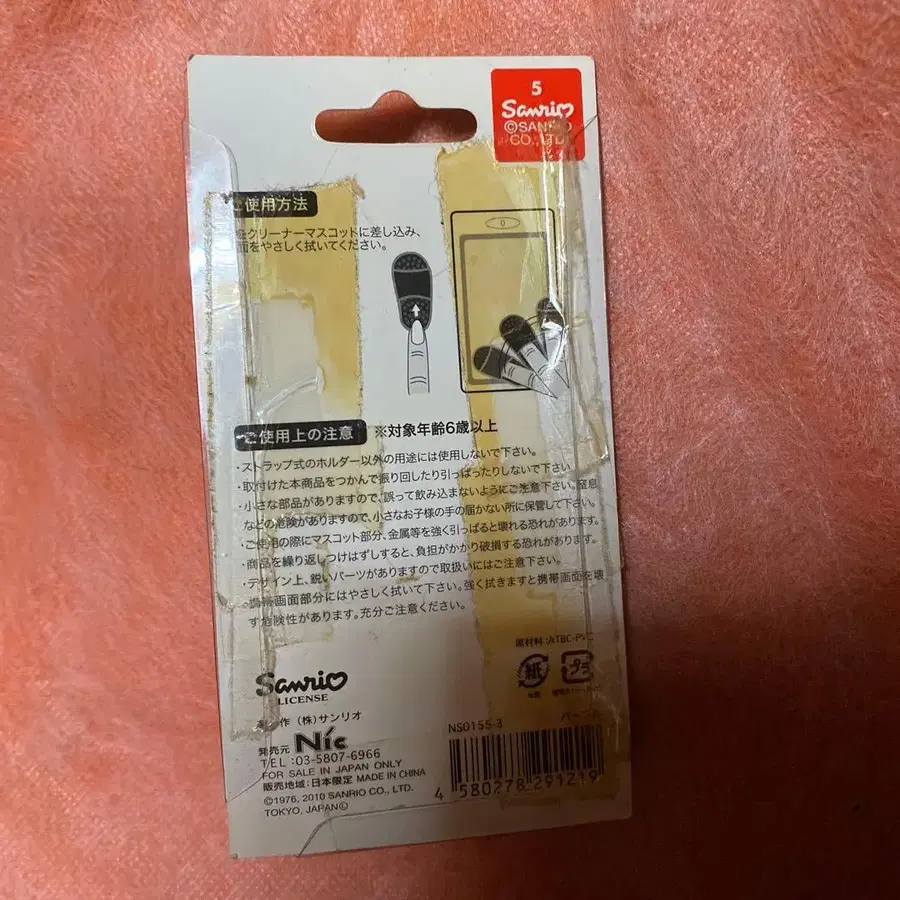 5
Sanrio
©SANRIO
CO., LTD.
ご使用方法
をクリーナーマスコットに差し込み、
面をやさしく拭いてください。
ご使用上の注意 ※対象年齢6歳以上
・ストラップ式のホルダー以外の用途には使用しないで下さい。
・取付けた本商品をつかんで振り回したり引っぱったりしないで下さい
・小さな部品がありますので、誤って飲み込まないようにご注意下さい。窒息
などの危険がありますので、小さなお子様の手の届かない所に保管して下さい。
・ご使用の際にマスコット部分、金属等を強く引っぱると壊れる恐れがあります。
・商品を繰り返しつけはずしすると、負担がかかり破損する恐れがあります。
・デザイン上、鋭いパーツがありますので取扱いにはご注意下さい。
・携帯画面部分にはやさしく拭いて下さい。強く拭きますと携帯画面を壊
す危険性があります。充分ご注意ください。
原材料:ATBC-PVC
紙
プラ
Sanrio
LICENSE
作 (株)サンリオ
発売元 Nic
TEL:03-5807-6966
FOR SALE IN JAPAN ONLY
販売地域:日本限定 MADE IN CHINA
©1976, 2010 SANRIO CO., LTD.
TOKYO, JAPAN Ⓛ
NS0155-3
4 580278 291219